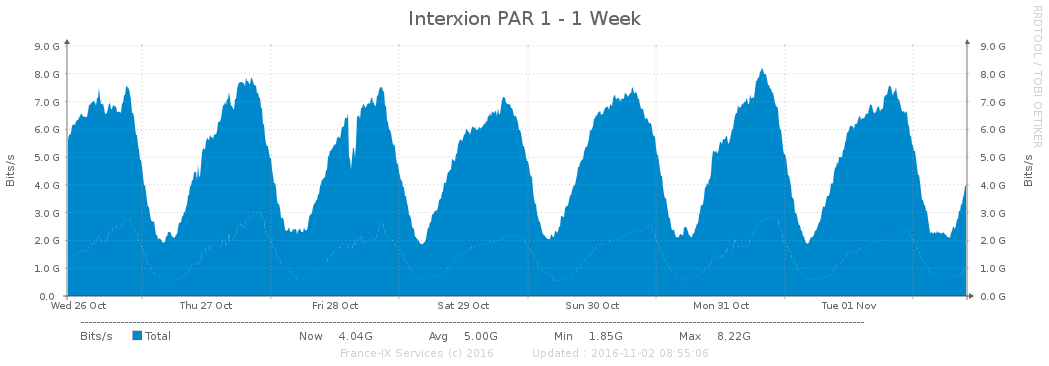 Interxion PAR 1 - 1 Week
RRDTOOL / TOBI OETIKER
9.0 G 9.0 G
8.0 G 8.0 G
7.0 G 7.0 G
6.0 G 6.0 G
5.0 G 5.0 G
4.0 G 4.0 G
3.0 G 3.0 G
2.0 G 2.0 G
1.0 G 1.0 G
0.0 0.0 G
Bits/s Bits/s
Wed 26 Oct Thu 27 Oct Fri 28 Oct Sat 29 Oct Sun 30 Oct Mon 31 Oct Tue 01 Nov
Bits/s Total Now 4.04G Avg 5.00G Min 1.85G Max 8.22G
France-IX Services (c) 2016 Updated : 2016-11-02 08:55:06